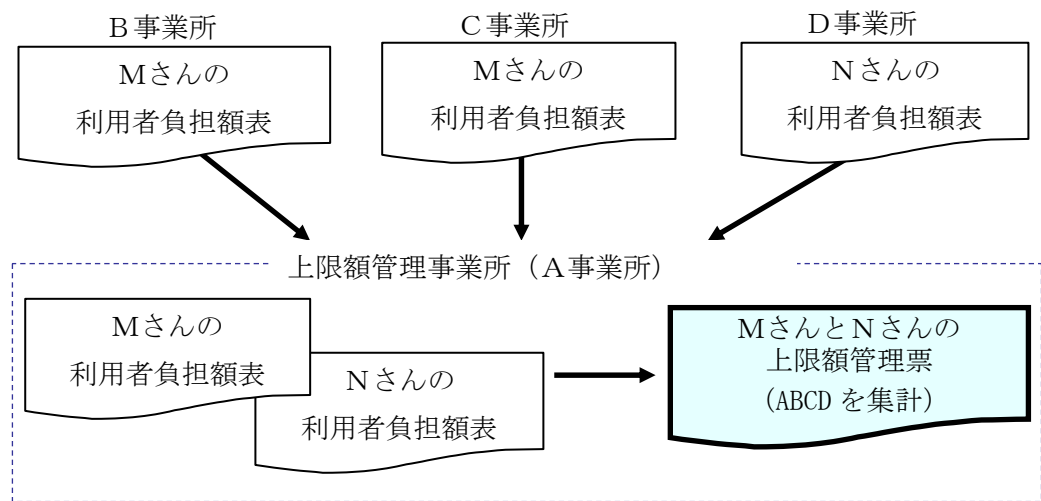 B事業所
Mさんの
利用者負担額表
C事業所
Mさんの
利用者負担額表
D事業所
Nさんの
利用者負担額表
上限額管理事業所（A事業所）
Mさんの
利用者負担額表
Nさんの
利用者負担額表
MさんとNさんの
上限額管理票
（ABCDを集計）